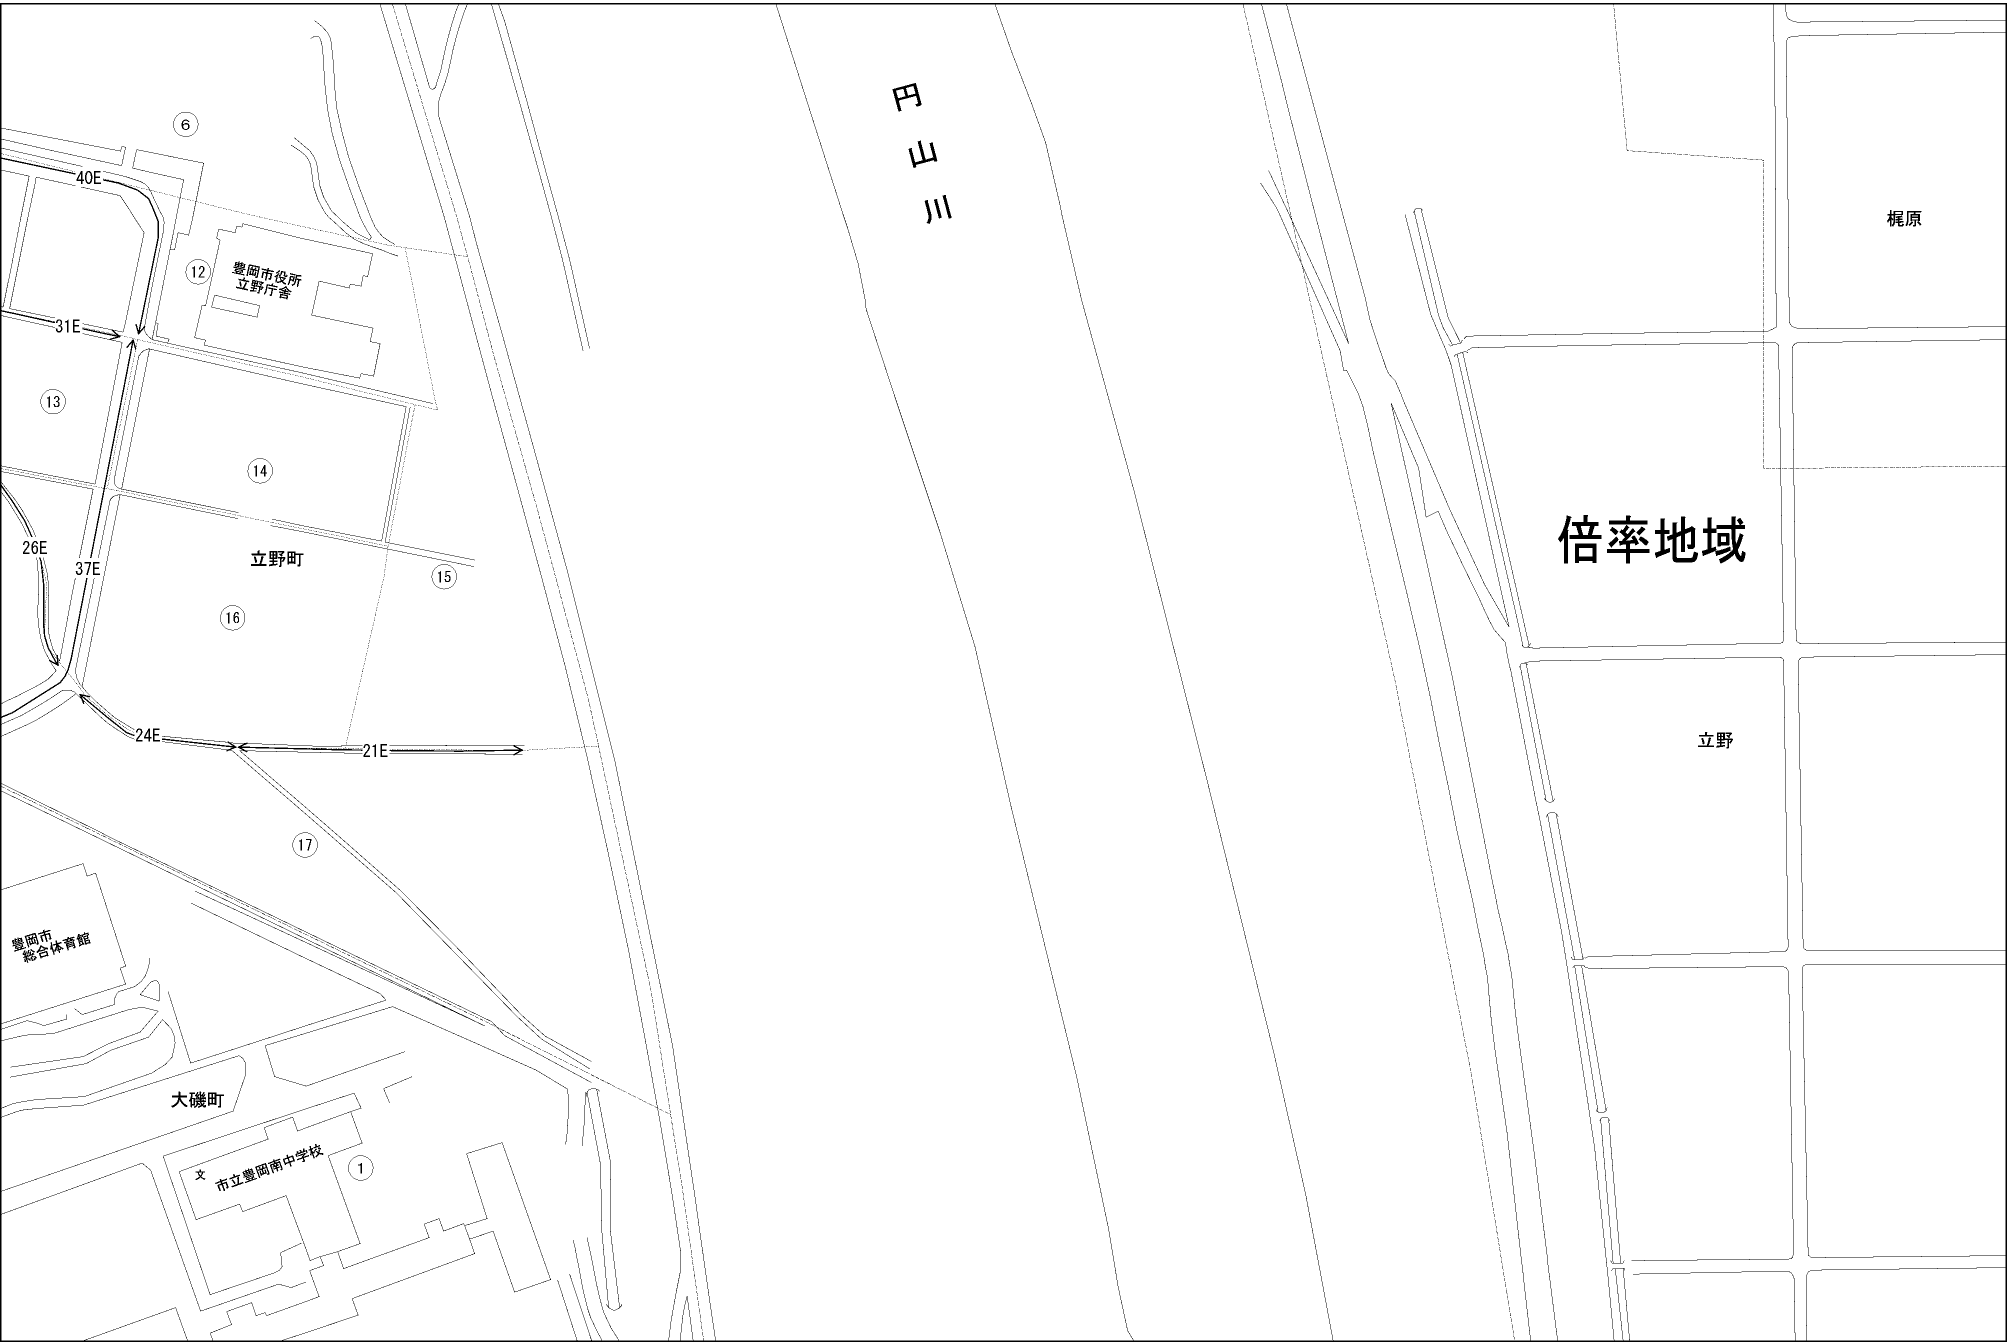 円山川
6
40E
梶原
12
豊岡市役所
立野庁舎
31E
13
14
倍率地域
26E
立野町
37E
15
16
24E
21E
立野
17
豊岡市
総合体育館
大磯町
市立豊岡南中学校
文
1